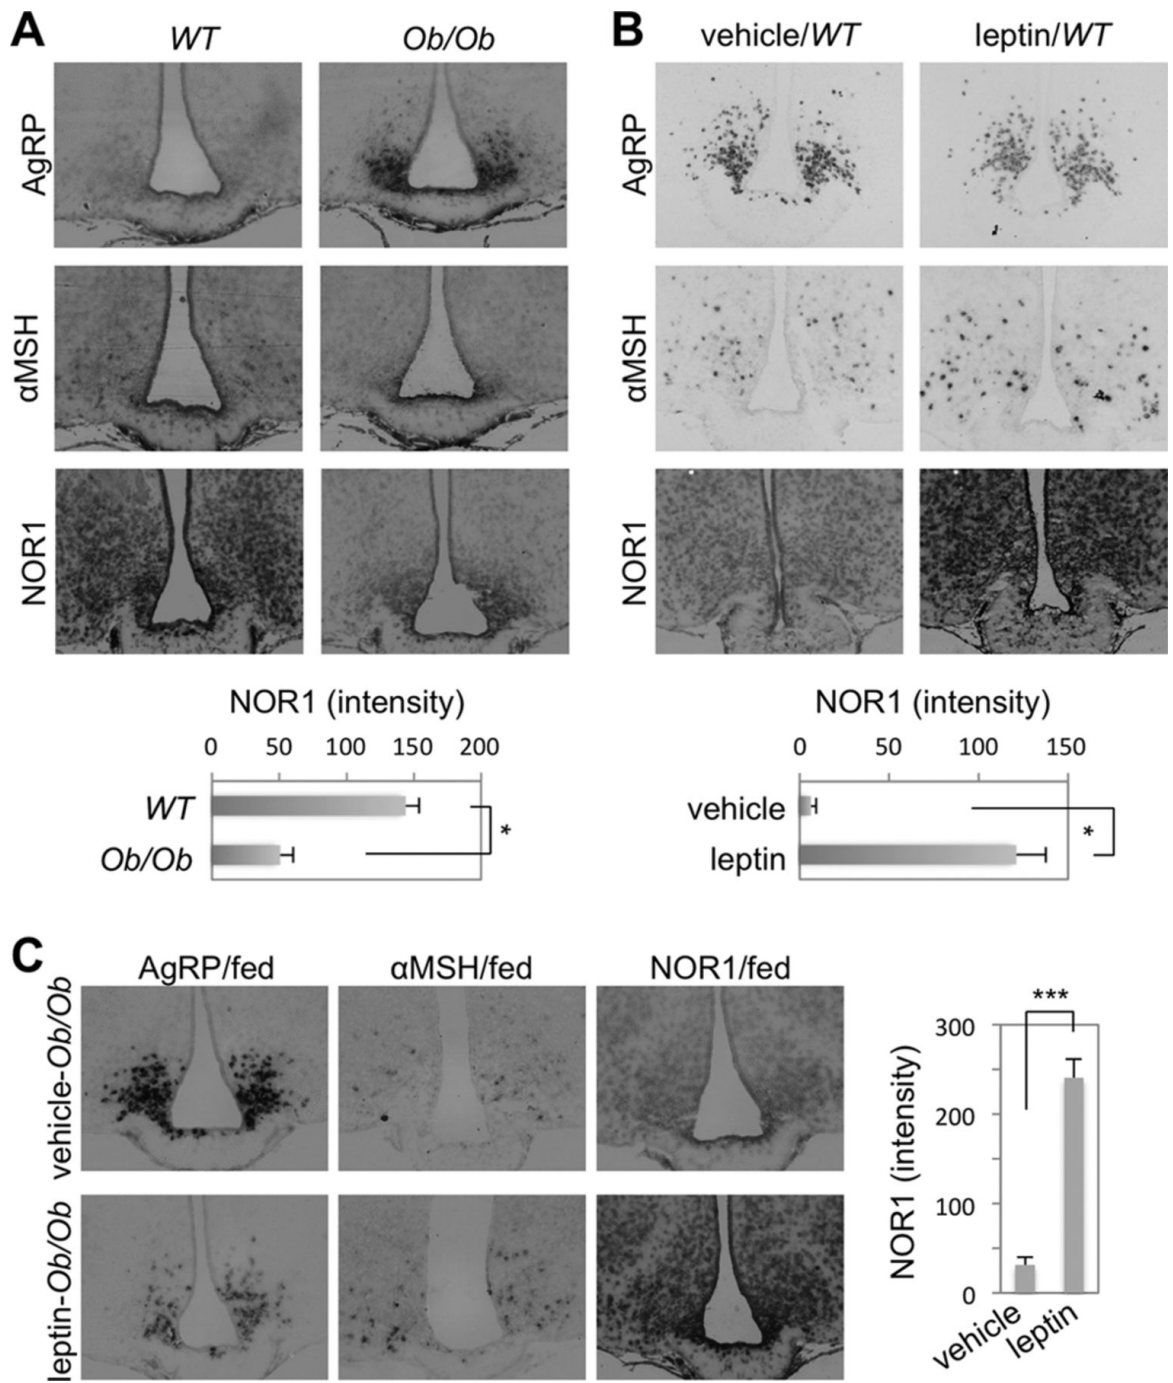 A
WT
Ob/Ob
AgRP
αMSH
NOR1
NOR1 (intensity)
0 50 100 150 200
WT
Ob/Ob
*
B
vehicle/WT
leptin/WT
AgRP
αMSH
NOR1
NOR1 (intensity)
0 50 100 150
vehicle
leptin
*
C
AgRP/fed
αMSH/fed
NOR1/fed
vehicle-Ob/Ob
leptin-Ob/Ob
***
NOR1 (intensity)
300
200
100
0
vehicle
leptin